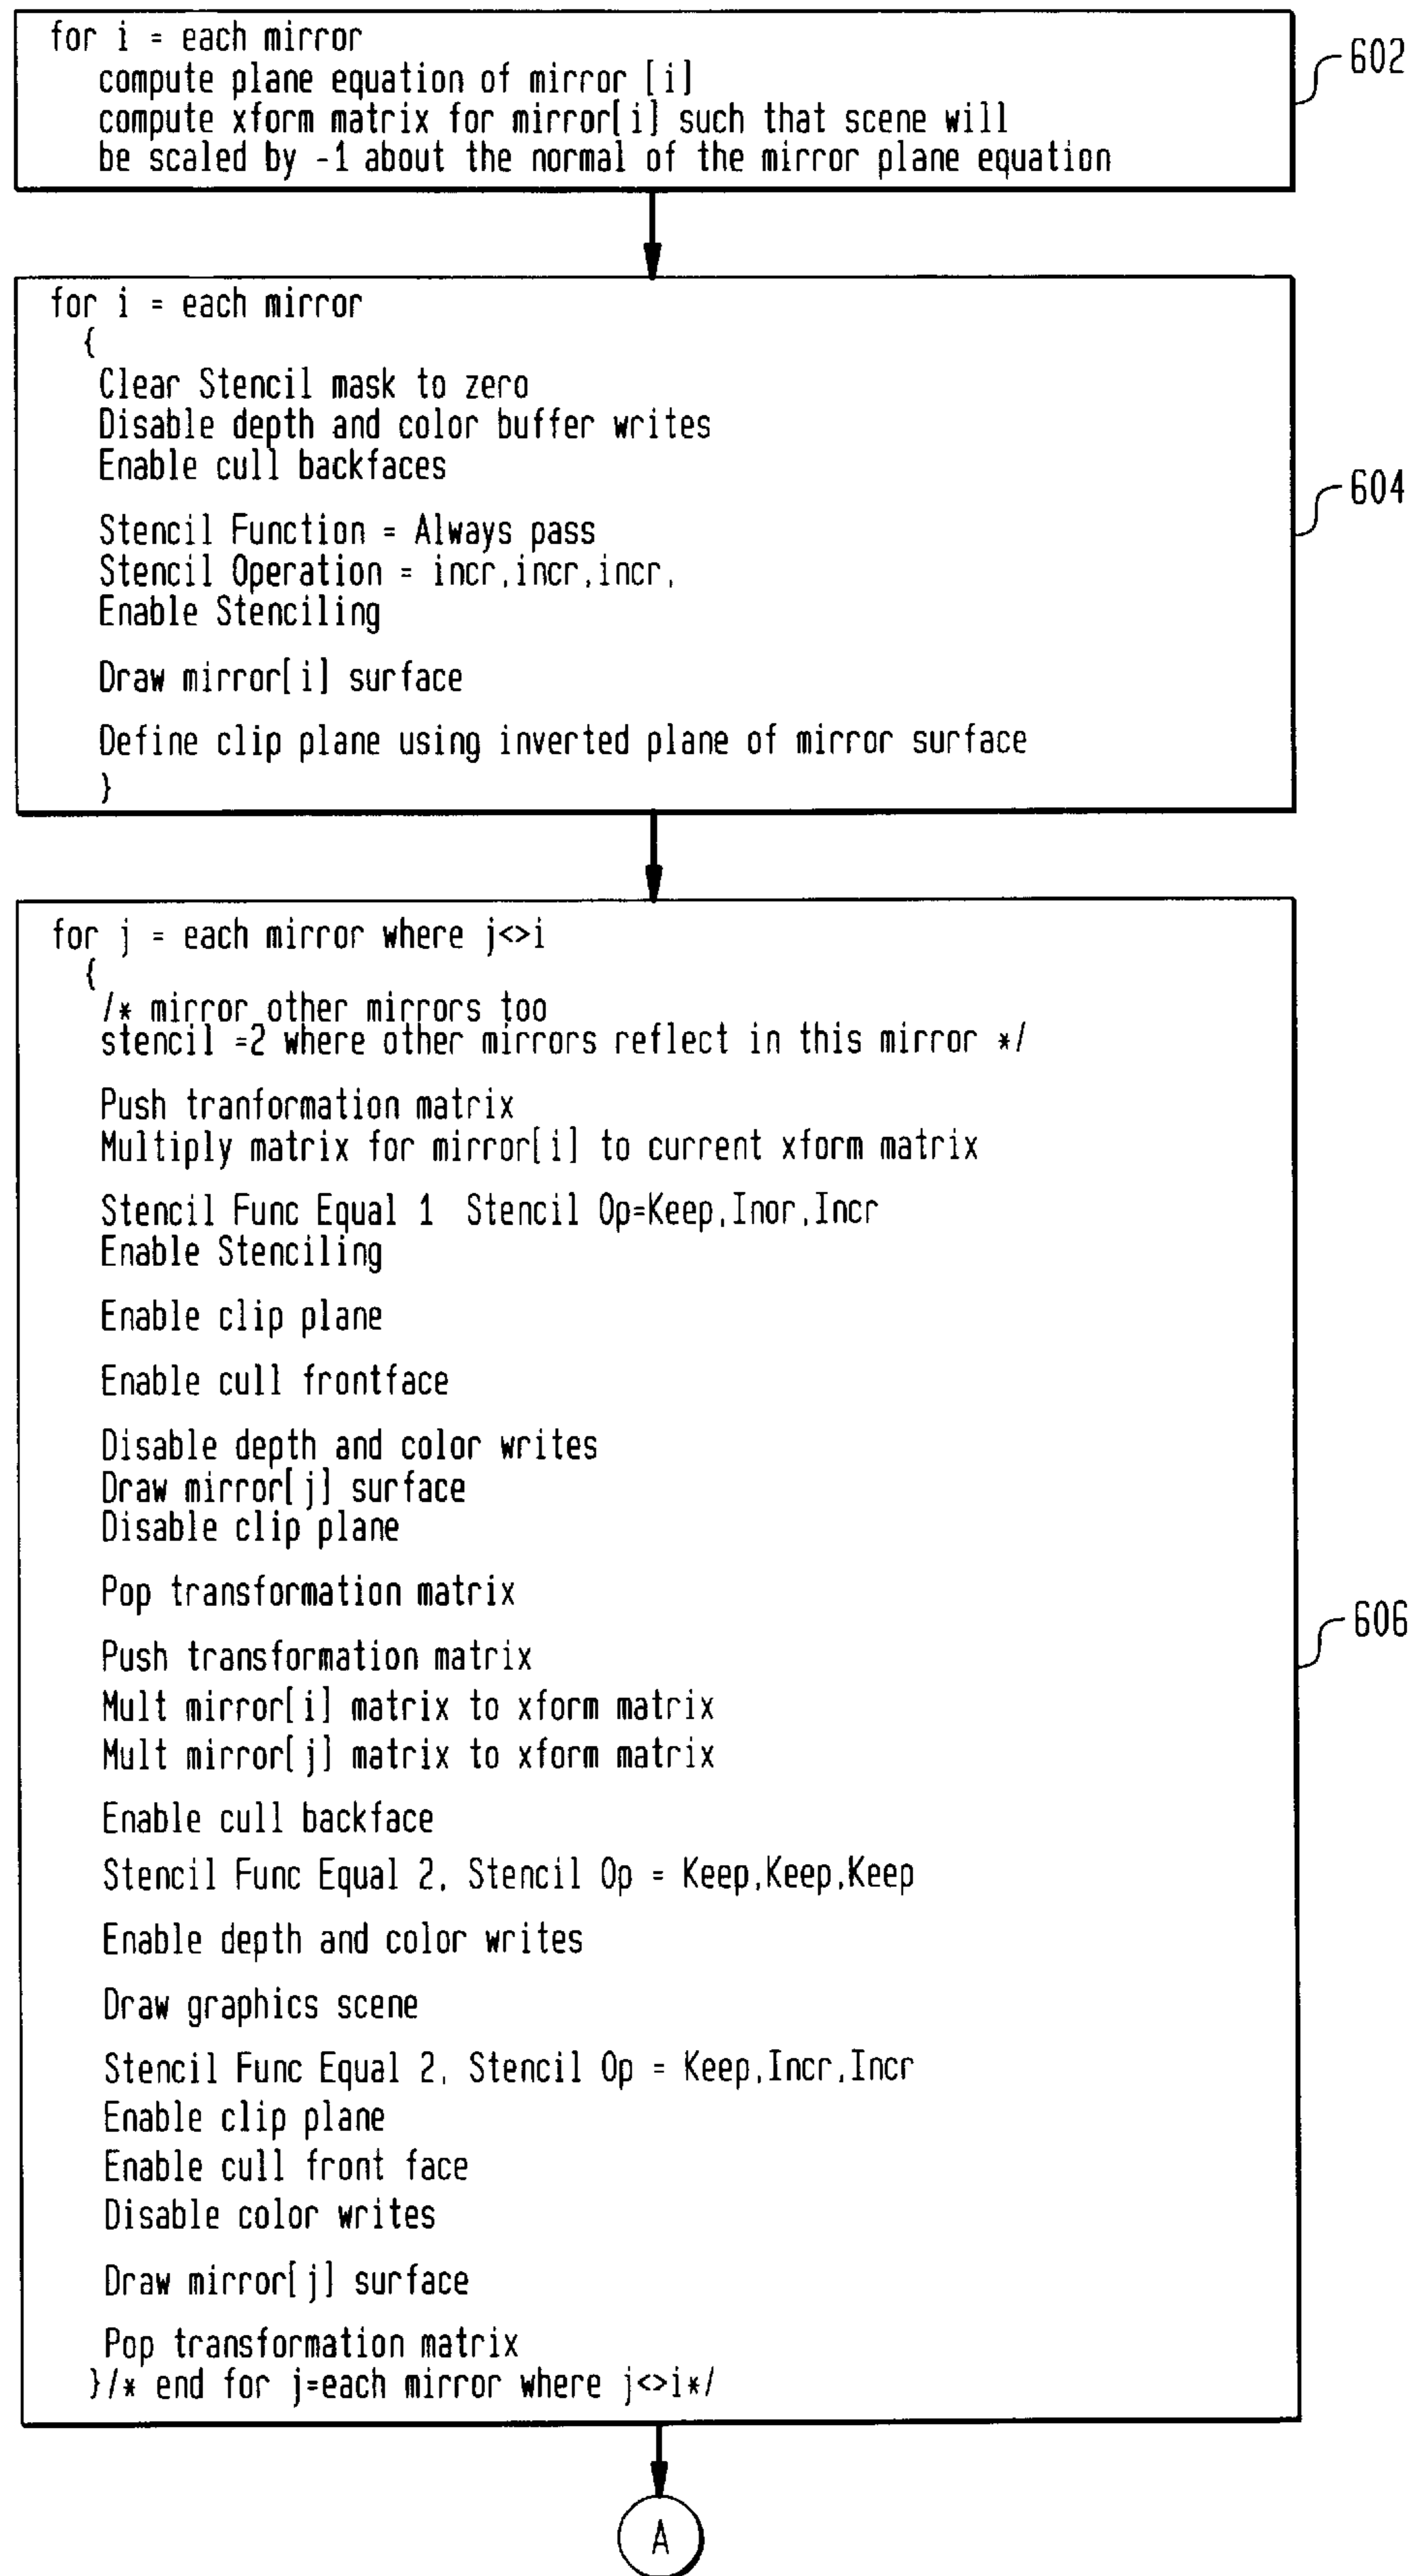 for i = each mirror
compute plane equation of mirror [i]
compute xform matrix for mirror[i] such that scene will
be scaled by -1 about the normal of the mirror plane equation
602
for i = each mirror
{
Clear Stencil mask to zero
Disable depth and color buffer writes
Enable cull backfaces
Stencil Function = Always pass
Stencil Operation = incr,incr,incr,
Enable Stenciling
Draw mirror[i] surface
Define clip plane using inverted plane of mirror surface
}
604
for j = each mirror where j<>i
{
/* mirror other mirrors too
stencil =2 where other mirrors reflect in this mirror */
Push tranformation matrix
Multiply matrix for mirror[i] to current xform matrix
Stencil Func Equal 1 Stencil Op=Keep,Inor,Incr
Enable Stenciling
Enable clip plane
Enable cull frontface
Disable depth and color writes
Draw mirror[j] surface
Disable clip plane
Pop transformation matrix
Push transformation matrix
Mult mirror[i] matrix to xform matrix
Mult mirror[j] matrix to xform matrix
Enable cull backface
Stencil Func Equal 2, Stencil Op = Keep,Keep,Keep
Enable depth and color writes
Draw graphics scene
Stencil Func Equal 2, Stencil Op = Keep,Incr,Incr
Enable clip plane
Enable cull front face
Disable color writes
Draw mirror[j] surface
Pop transformation matrix
}/* end for j=each mirror where j<>i*/
606
A